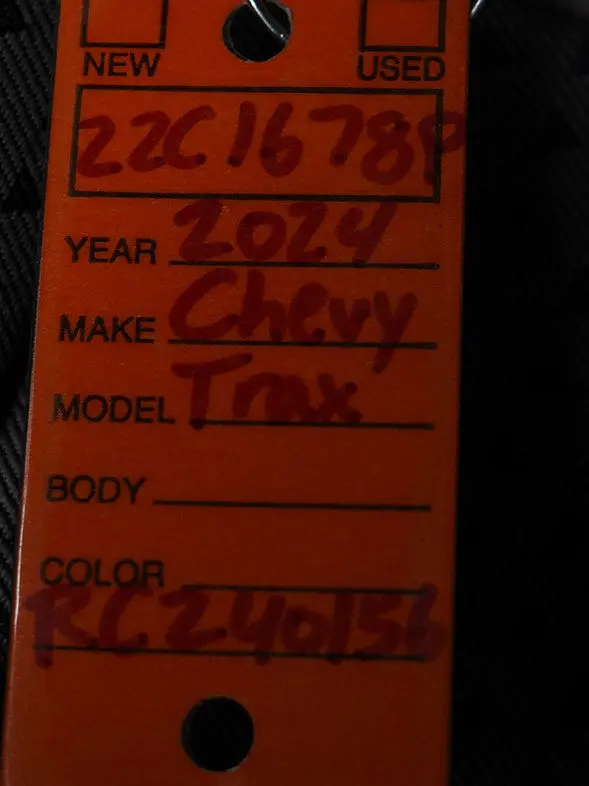 NEW USED
22C1678P
YEAR 2024
MAKE Chevy
MODEL Trax
BODY
COLOR
RC240156